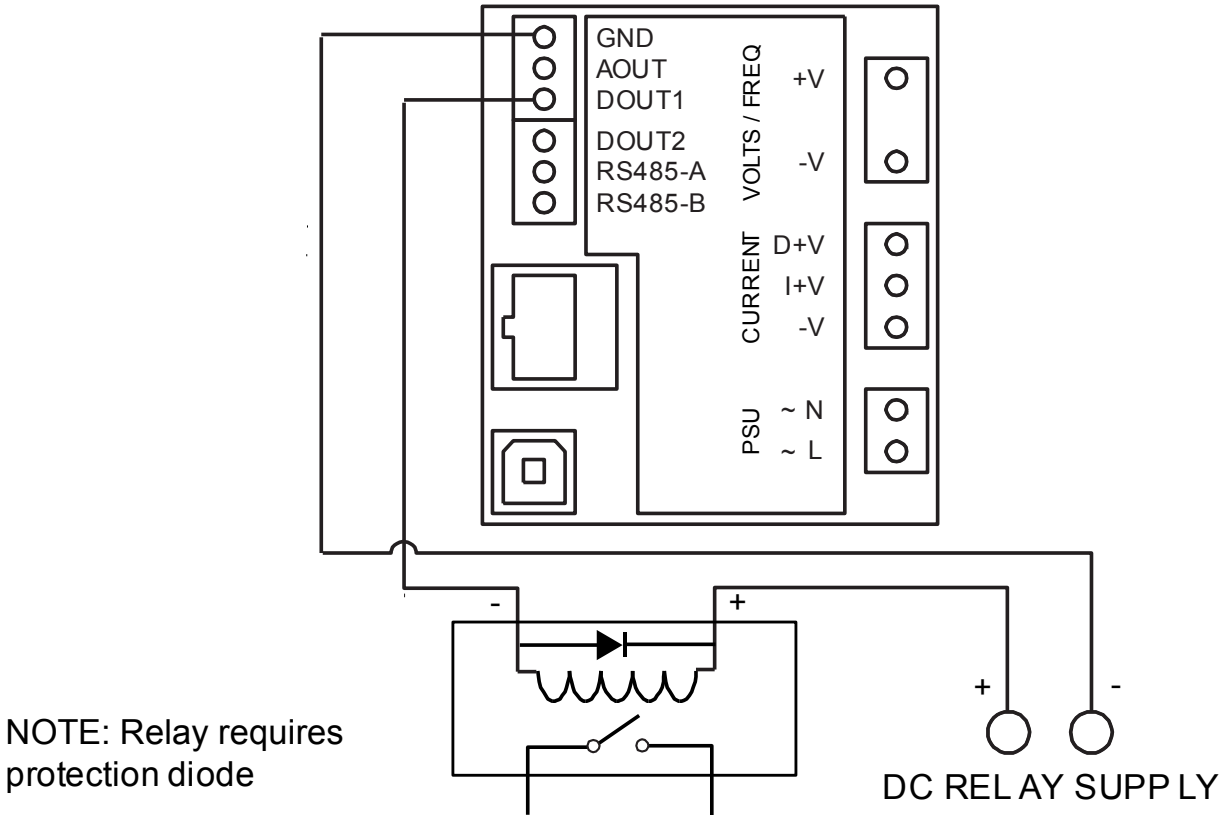 GND
AOUT
DOUT1
DOUT2
RS485-A
RS485-B
VOLTS / FREQ
+V
-V
CURRENT
D+V
I+V
-V
PSU
~ N
~ L
- +
+ -
NOTE: Relay requires
protection diode
DC RELAY SUPPLY